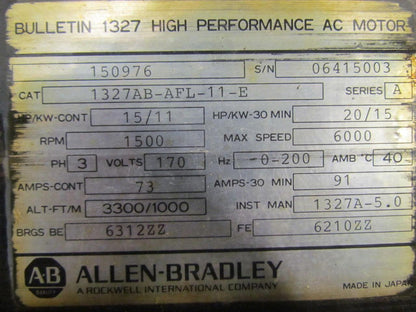 BULLETIN 1327 HIGH PERFORMANCE AC MOTOR
150976 S/N 06415003
CAT 1327AB-AFL-11-E SERIES A
HP/KW-CONT 15/11 HP/KW-30 MIN 20/15
RPM 1500 MAX SPEED 6000
PH 3 VOLTS 170 Hz -0-200 AMB °C 40
AMPS-CONT 73 AMPS-30 MIN 91
ALT-FT/M 3300/1000 INST MAN 1327A-5.0
BRGS BE 6312ZZ FE 6210ZZ
AB ALLEN-BRADLEY
QUALITY A ROCKWELL INTERNATIONAL COMPANY MADE IN JAPAN